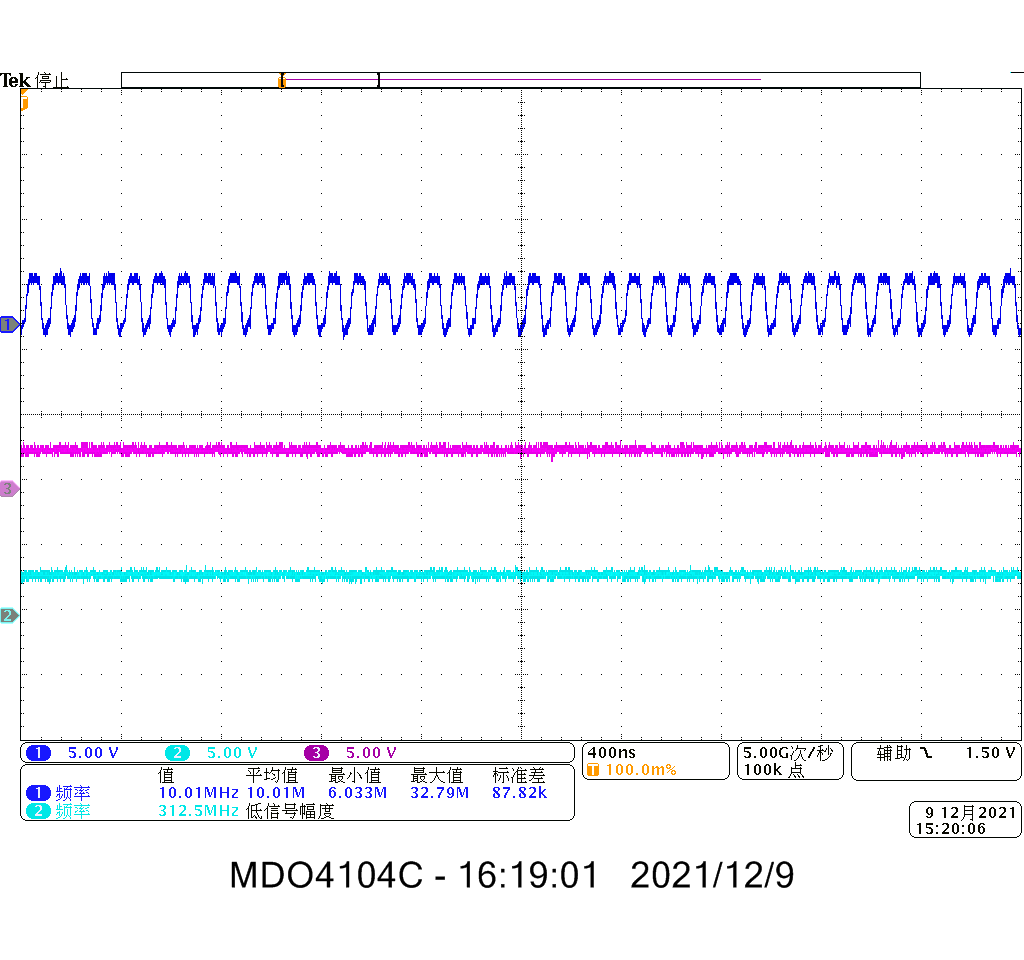 Tek 停止
T
T
1
3
2
1 5.00 V 2 5.00 V 3 5.00 V
400ns
T 100.0m%
5.00G次/秒
100k 点
辅助 1.50 V
值 平均值 最小值 最大值 标准差
1 频率 10.01MHz 10.01M 6.033M 32.79M 87.82k
2 频率 312.5MHz 低信号幅度
9 12月2021
15:20:06
MDO4104C - 16:19:01 2021/12/9